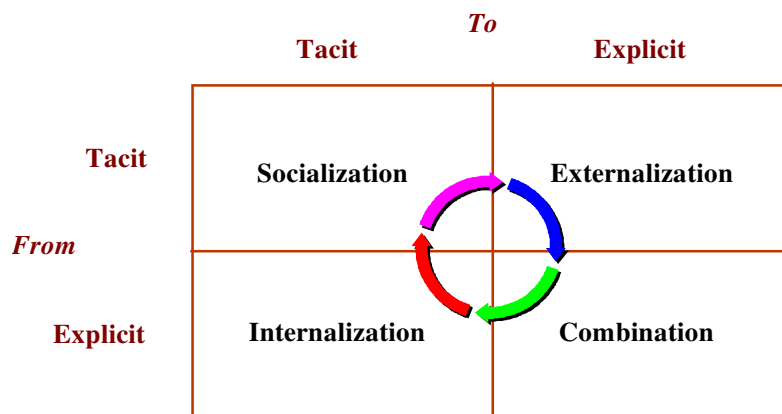 To
Tacit Explicit
Tacit
Socialization Externalization
From
Explicit Internalization Combination